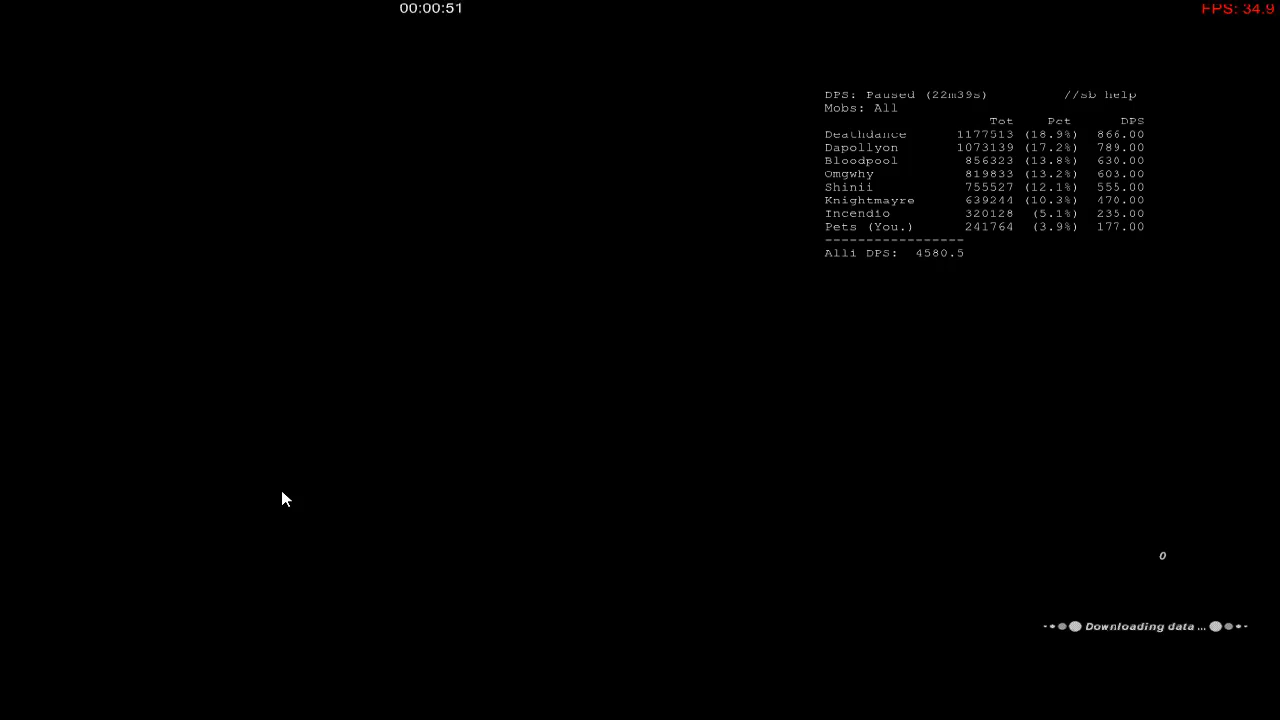 00:00:51
FPS: 34.9
DPS: Paused (22m39s) //sb help
Mobs: All
Tot Pct DPS
Deathdance 1177513 (18.9%) 866.00
Dapollyon 1073139 (17.2%) 789.00
Bloodpool 856323 (13.8%) 630.00
Omgwhy 819833 (13.2%) 603.00
Shinii 755527 (12.1%) 555.00
Knightmayre 639244 (10.3%) 470.00
Incendio 320128 (5.1%) 235.00
Pets (You.) 241764 (3.9%) 177.00
-----------------
Alli DPS: 4580.5
0
Downloading data ...